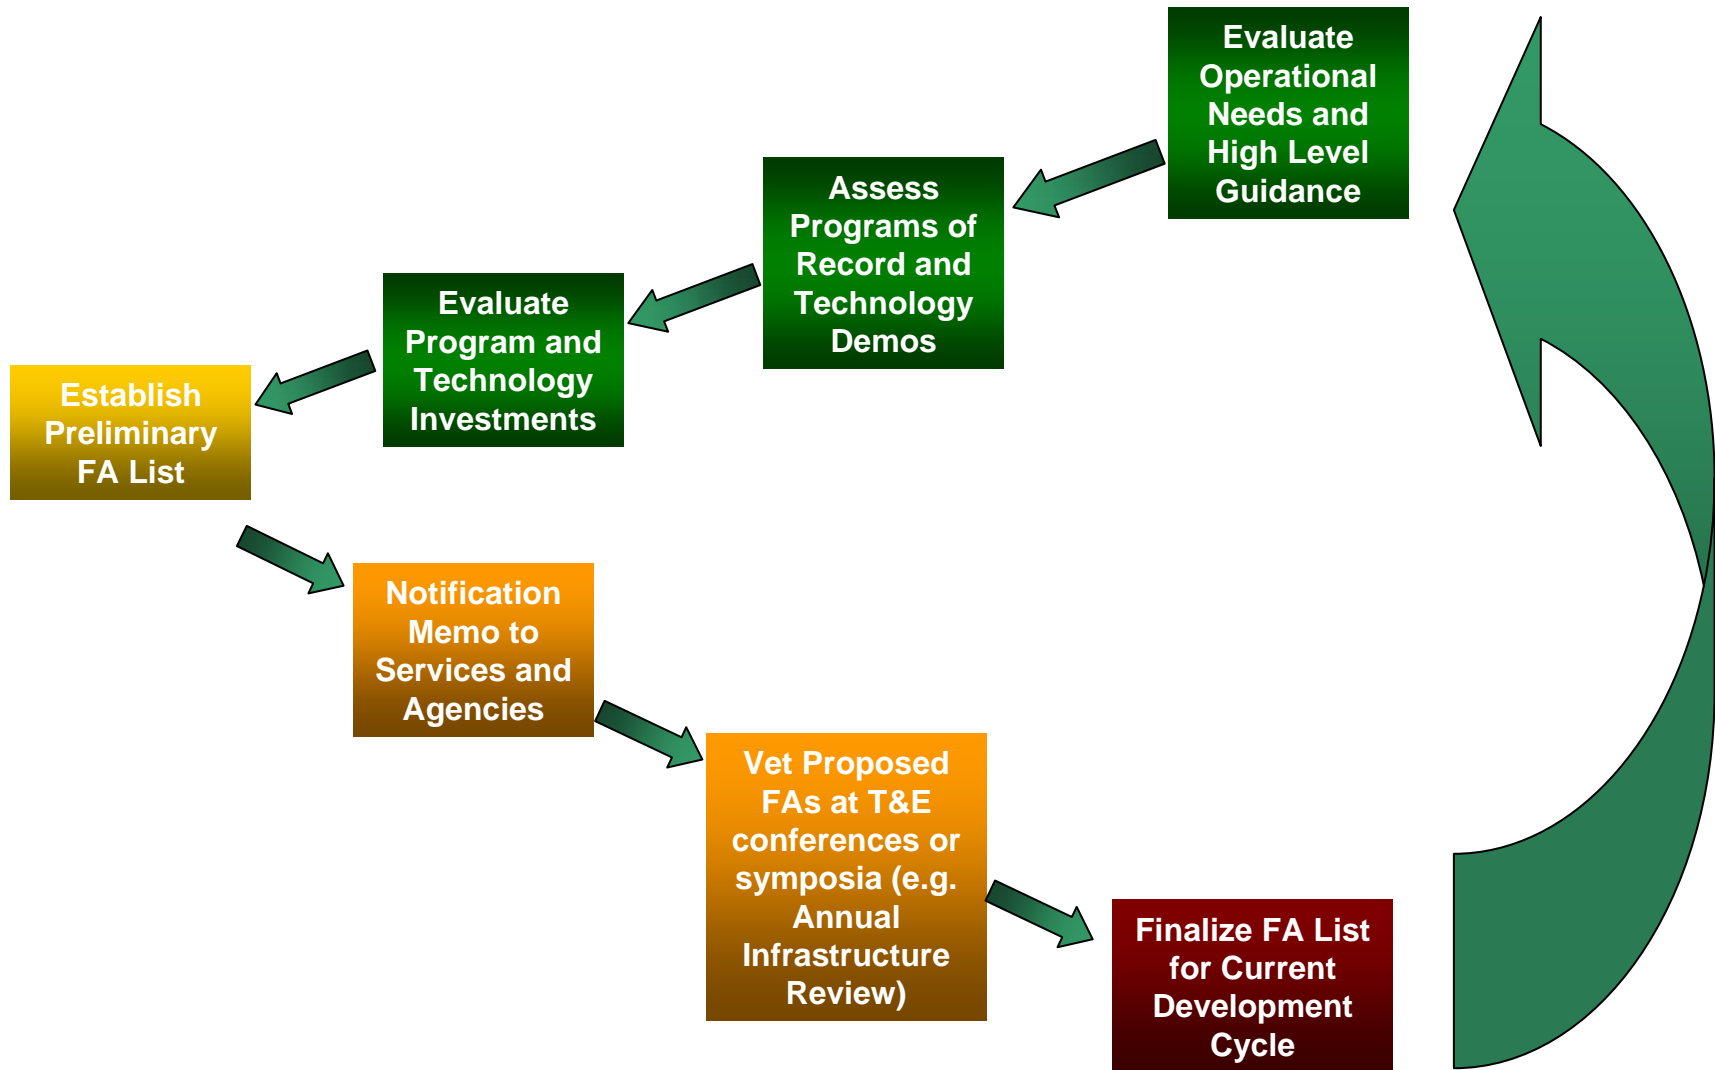 Evaluate
Operational
Needs and
High Level
Guidance
Assess
Programs of
Record and
Technology
Demos
Evaluate
Program and
Technology
Investments
Establish
Preliminary
FA List
Notification
Memo to
Services and
Agencies
Vet Proposed
FAs at T&E
conferences or
symposia (e.g.
Annual
Infrastructure
Review)
Finalize FA List
for Current
Development
Cycle